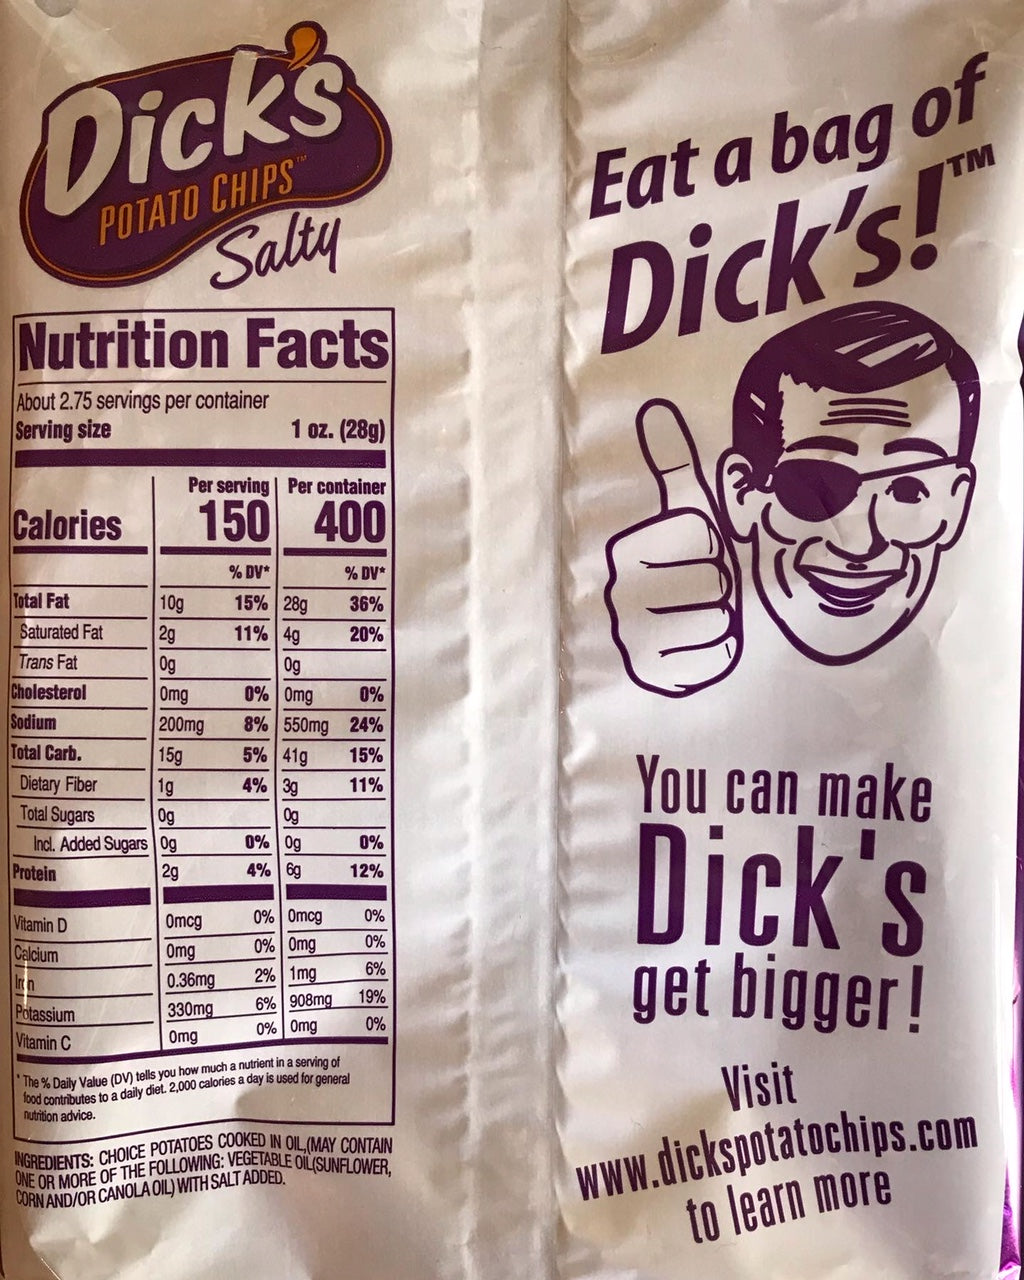 Dick's
POTATO CHIPS™
Salty
Nutrition Facts
About 2.75 servings per container
Serving size 1 oz. (28g)
Per serving Per container
Calories 150 400
% DV* % DV*
Total Fat 10g 15% 28g 36%
Saturated Fat 2g 11% 4g 20%
Trans Fat 0g 0g
Cholesterol 0mg 0% 0mg 0%
Sodium 200mg 8% 550mg 24%
Total Carb. 15g 5% 41g 15%
Dietary Fiber 1g 4% 3g 11%
Total Sugars 0g 0g
Incl. Added Sugars 0g 0% 0g 0%
Protein 2g 4% 6g 12%
Vitamin D 0mcg 0% 0mcg 0%
Calcium 0mg 0% 0mg 0%
Iron 0.36mg 2% 1mg 6%
Potassium 330mg 6% 908mg 19%
Vitamin C 0mg 0% 0mg 0%
* The % Daily Value (DV) tells you how much a nutrient in a serving of
food contributes to a daily diet. 2,000 calories a day is used for general
nutrition advice.
INGREDIENTS: CHOICE POTATOES COOKED IN OIL,(MAY CONTAIN
ONE OR MORE OF THE FOLLOWING: VEGETABLE OIL(SUNFLOWER,
CORN AND/OR CANOLA OIL) WITH SALT ADDED.
Eat a bag of
Dick's!™
You can make
Dick's
get bigger!
Visit
www.dickspotatochips.com
to learn more